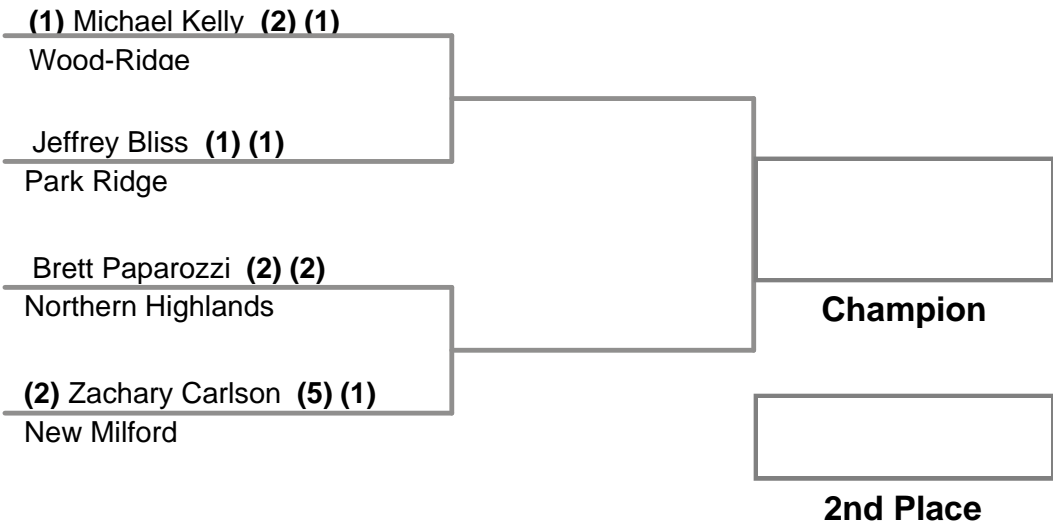 (1) Michael Kelly (2) (1)
Wood-Ridge
Jeffrey Bliss (1) (1)
Park Ridge
Brett Paparozzi (2) (2)
Northern Highlands
Champion
(2) Zachary Carlson (5) (1)
New Milford
2nd Place